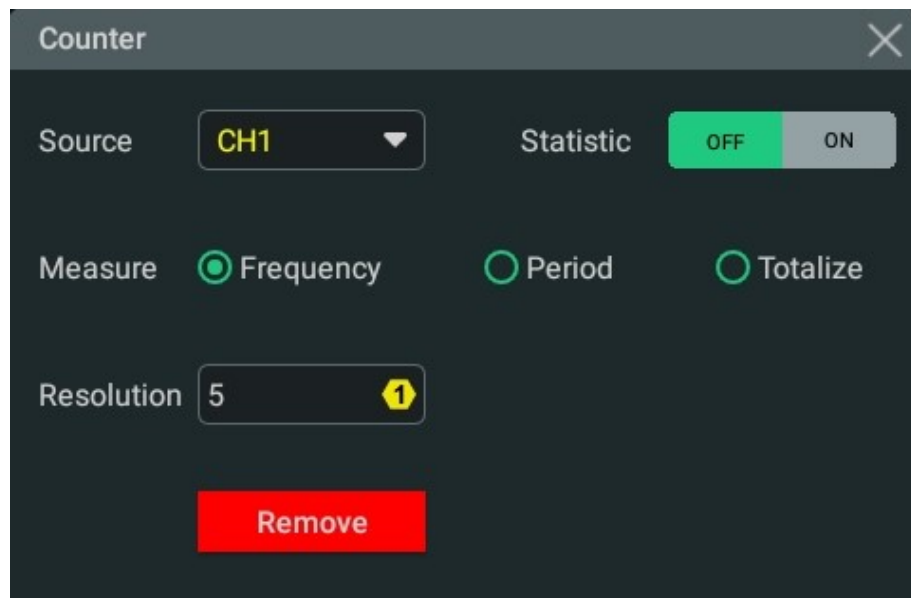 Counter
Source CH1 Statistic OFF ON
Measure Frequency Period Totalize
Resolution 5 1
Remove